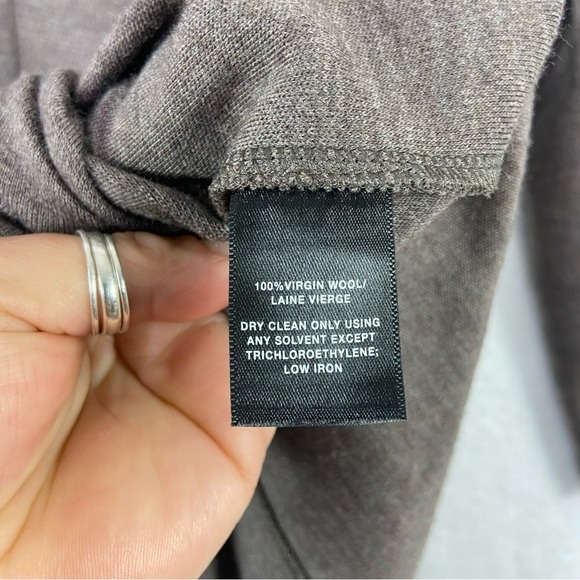 100%VIRGIN WOOL/
LAINE VIERGE
DRY CLEAN ONLY USING
ANY SOLVENT EXCEPT
TRICHLOROETHYLENE;
LOW IRON